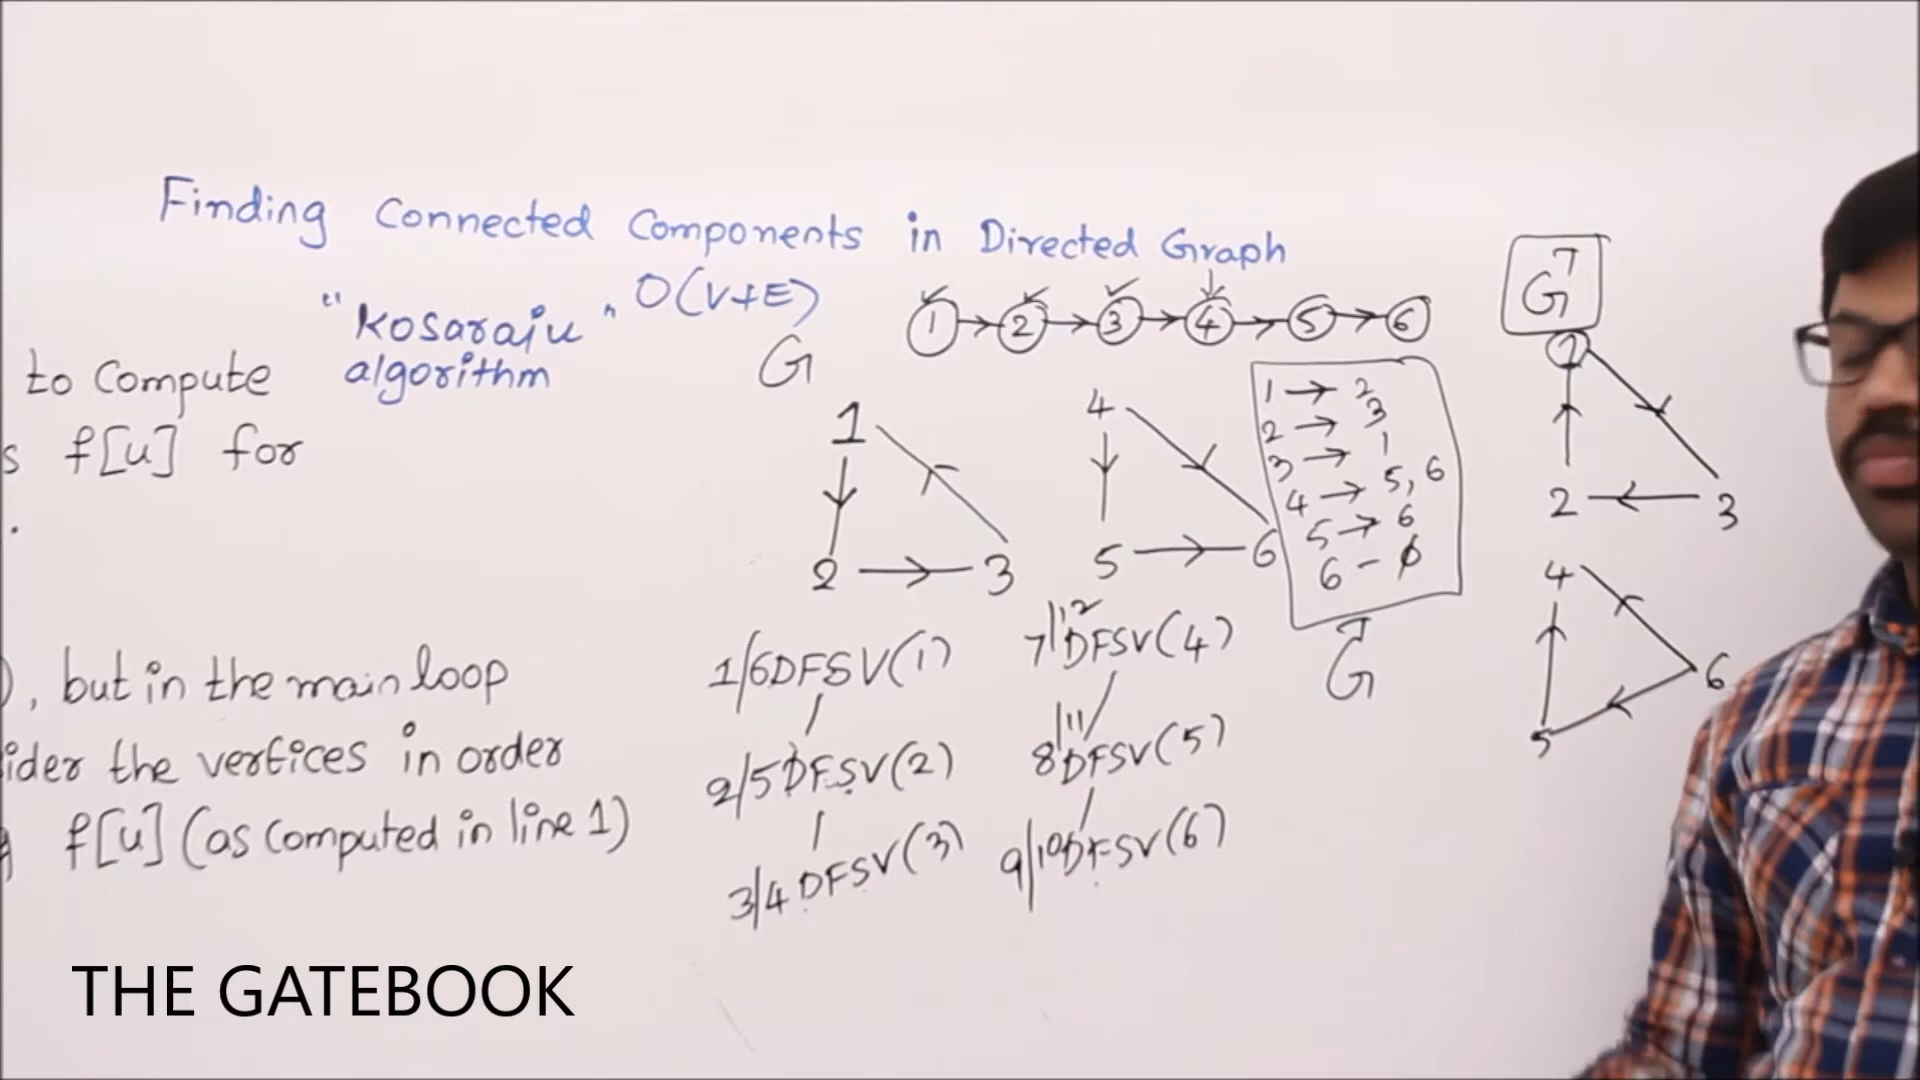 Finding Connected Components in Directed Graph
"Kosaraju" O(V+E)
algorithm
1 → 2 → 3 → 4 → 5 → 6
to compute
s f[u] for
.
), but in the main loop
ider the vertices in order
f[u] (as computed in line 1)
G
1
2 → 3
4
5 → 6
1 → 2
2 → 3
3 → 1
4 → 5, 6
5 → 6
6 - ϕ
G^T
1/6 DFSV(1)
2/5 DFSV(2)
3/4 DFSV(3)
7/12 DFSV(4)
8/11 DFSV(5)
9/10 DFSV(6)
G^T
1
2 ← 3
4
6
5
THE GATEBOOK